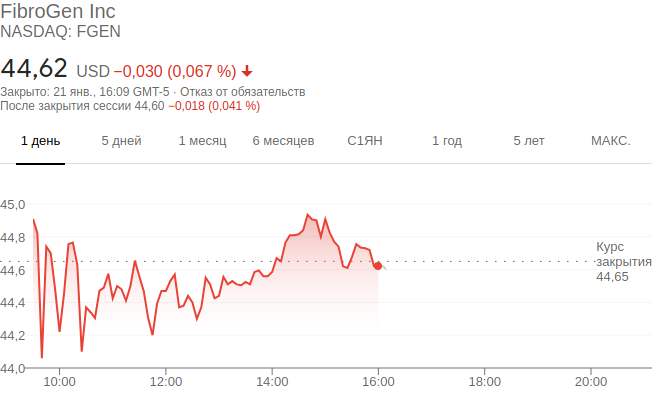 FibroGen Inc
NASDAQ: FGEN
44,62 USD −0,030 (0,067 %)
Закрыто: 21 янв., 16:09 GMT-5 · Отказ от обязательств
После закрытия сессии 44,60 −0,018 (0,041 %)
1 день 5 дней 1 месяц 6 месяцев С1ЯН 1 год 5 лет МАКС.
45,0
44,8
Курс
закрытия
44,65
44,6
44,4
44,2
44,0
10:00 12:00 14:00 16:00 18:00 20:00